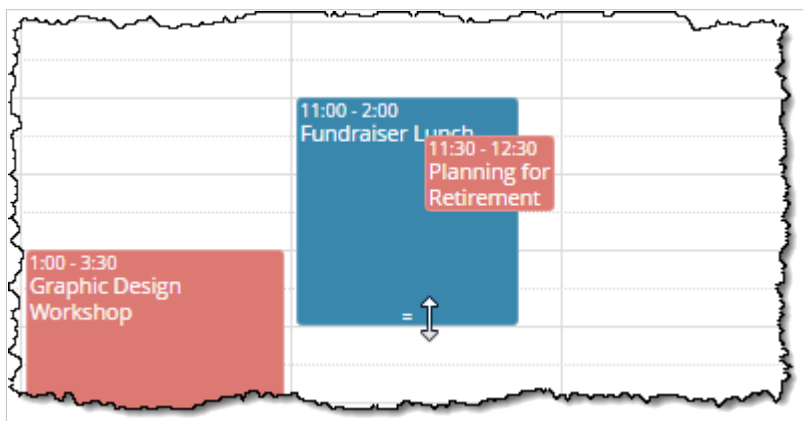 11:00 - 2:00
Fundraiser Lunch
11:30 - 12:30
Planning for
Retirement
1:00 - 3:30
Graphic Design
Workshop
=